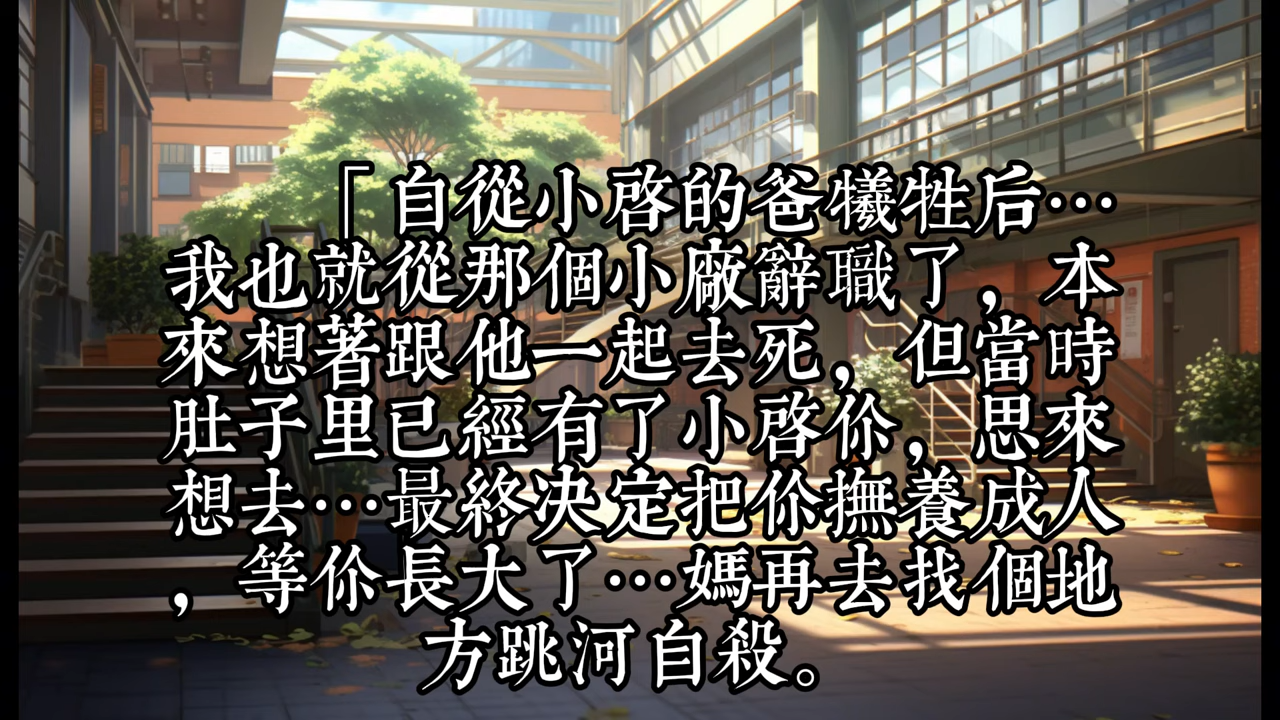 「自從小啓的爸犧牲后…
我也就從那個小廠辭職了，本
來想著跟他一起去死，但當時
肚子里已經有了小啓你，思來
想去…最終决定把你撫養成人
，等你長大了…媽再去找個地
方跳河自殺。